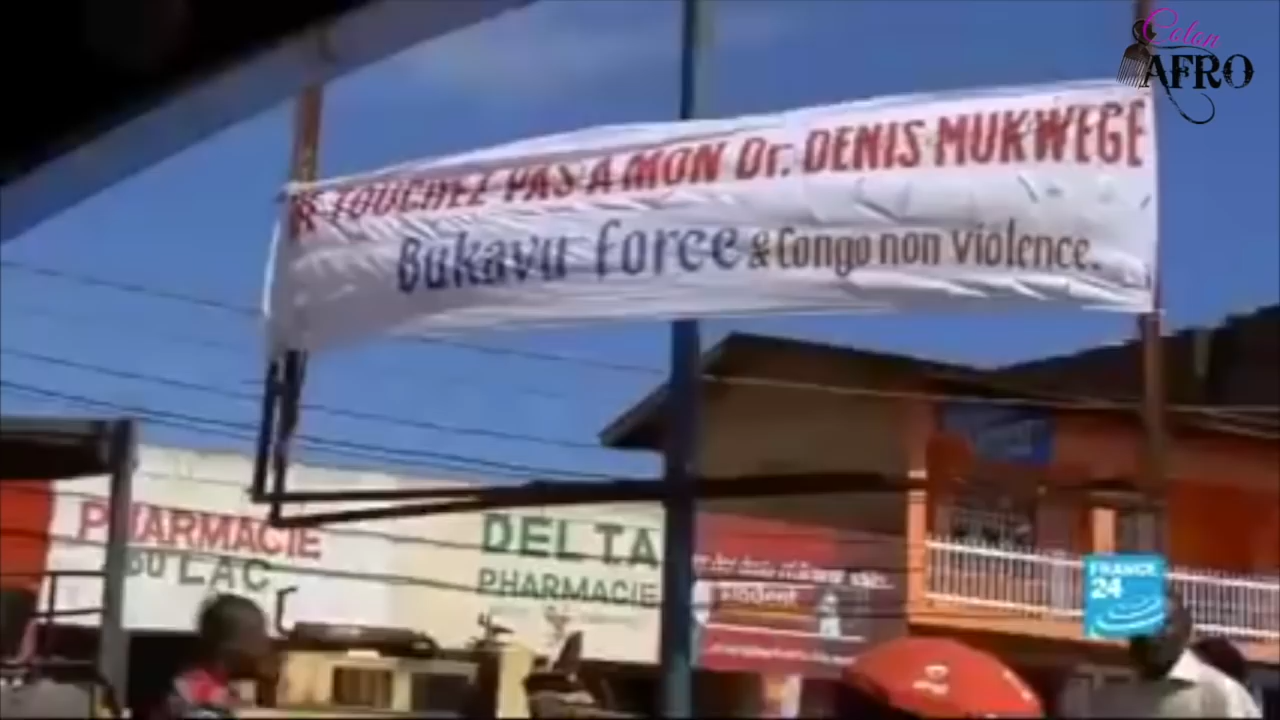 Colon
AFRO
TOUCHEZ PAS A MON Dr. DENIS MUKWEGE
Bukavu force & Congo non violence.
PHARMACIE
DU LAC
DELTA
PHARMACIE
FRANCE
24